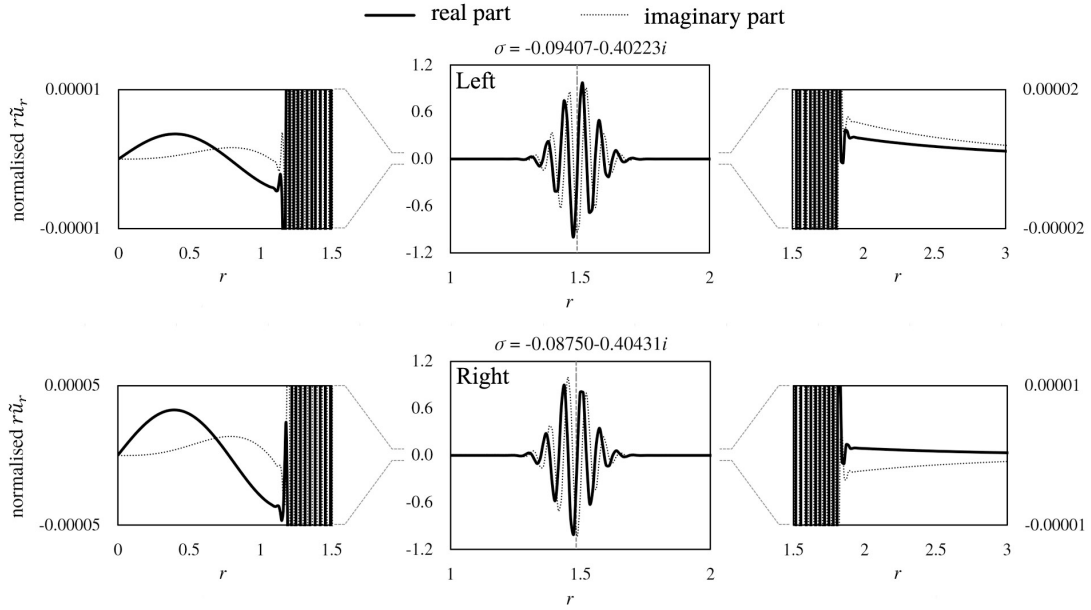 real part
imaginary part
σ = -0.09407-0.40223i
normalised rũᵣ
0.00001
-0.00001
0
0.5
1
1.5
r
Left
1.2
0.6
0.0
-0.6
-1.2
1
1.5
2
r
0.00002
-0.00002
1.5
2
2.5
3
r
σ = -0.08750-0.40431i
normalised rũᵣ
0.00005
-0.00005
0
0.5
1
1.5
r
Right
1.2
0.6
0.0
-0.6
-1.2
1
1.5
2
r
0.00001
-0.00001
1.5
2
2.5
3
r